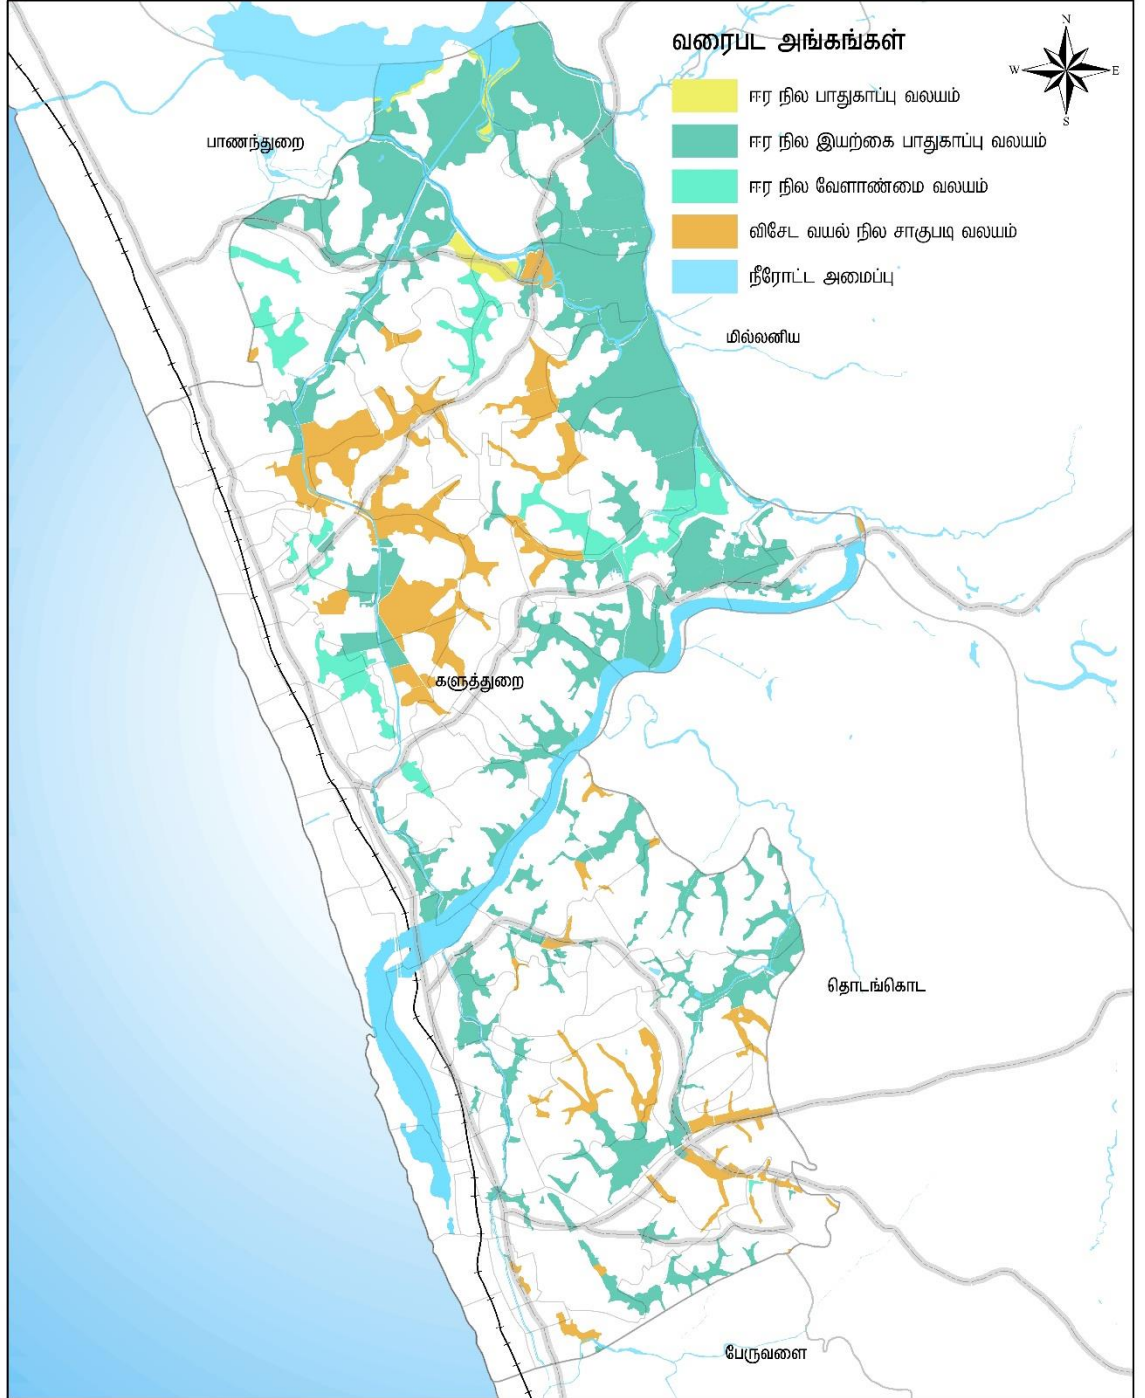 வரைபட அங்கங்கள்
N
W
E
S
ஈர நில பாதுகாப்பு வலயம்
ஈர நில இயற்கை பாதுகாப்பு வலயம்
ஈர நில வேளாண்மை வலயம்
விசேட வயல் நில சாகுபடி வலயம்
நீரோட்ட அமைப்பு
பாணந்துறை
மில்லனிய
களுத்துறை
தொடங்கொட
பேருவளை